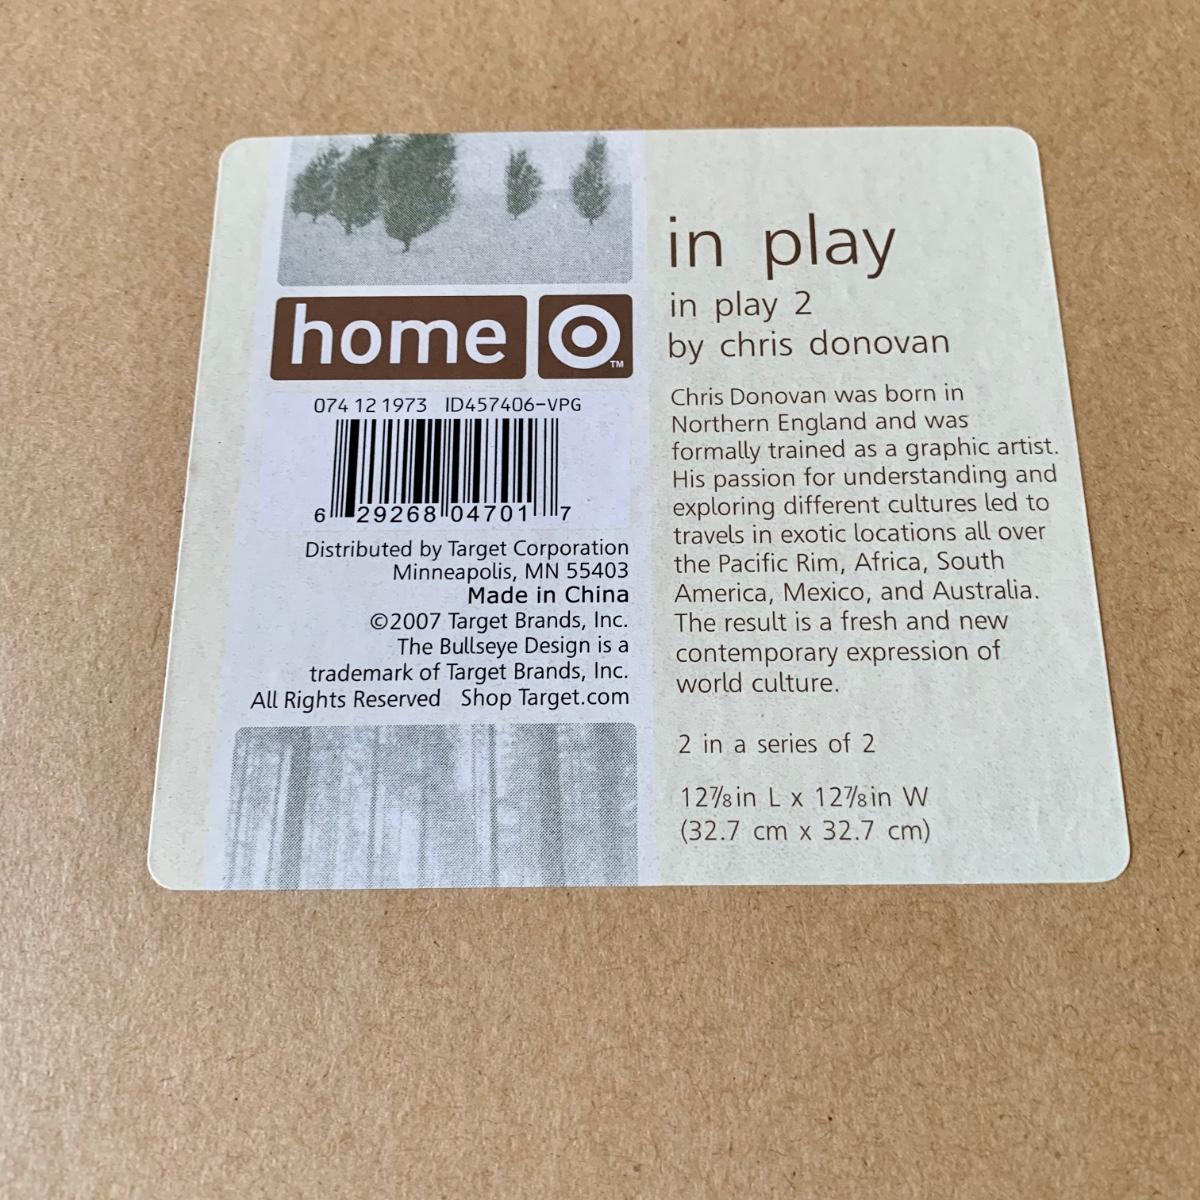 home TM
074 12 1973 ID457406-VPG
6 29268 04701 7
Distributed by Target Corporation
Minneapolis, MN 55403
Made in China
©2007 Target Brands, Inc.
The Bullseye Design is a
trademark of Target Brands, Inc.
All Rights Reserved Shop Target.com
in play
in play 2
by chris donovan
Chris Donovan was born in
Northern England and was
formally trained as a graphic artist.
His passion for understanding and
exploring different cultures led to
travels in exotic locations all over
the Pacific Rim, Africa, South
America, Mexico, and Australia.
The result is a fresh and new
contemporary expression of
world culture.
2 in a series of 2
12⅞in L x 12⅞in W
(32.7 cm x 32.7 cm)